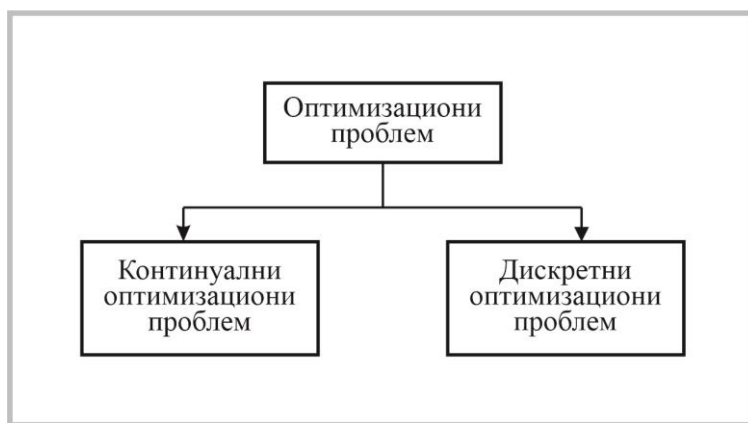 Оптимизациони
проблем
Континуални
оптимизациони
проблем
Дискретни
оптимизациони
проблем